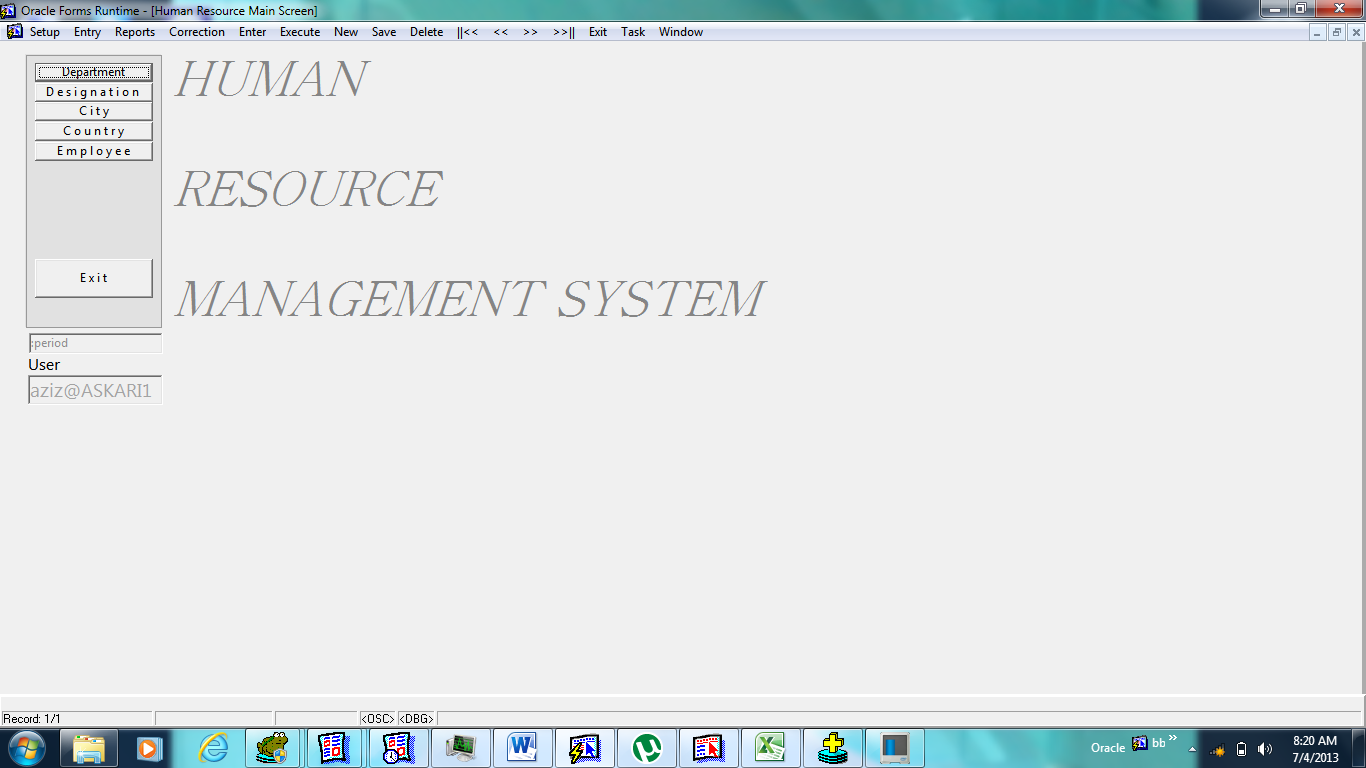 Oracle Forms Runtime - [Human Resource Main Screen]
Setup Entry Reports Correction Enter Execute New Save Delete ||<< << >> >>|| Exit Task Window
Department
Designation
City
Country
Employee
Exit
:period
User
aziz@ASKARI1
HUMAN
RESOURCE
MANAGEMENT SYSTEM
Record: 1/1
<OSC> <DBG>
Oracle bb »
8:20 AM
7/4/2013